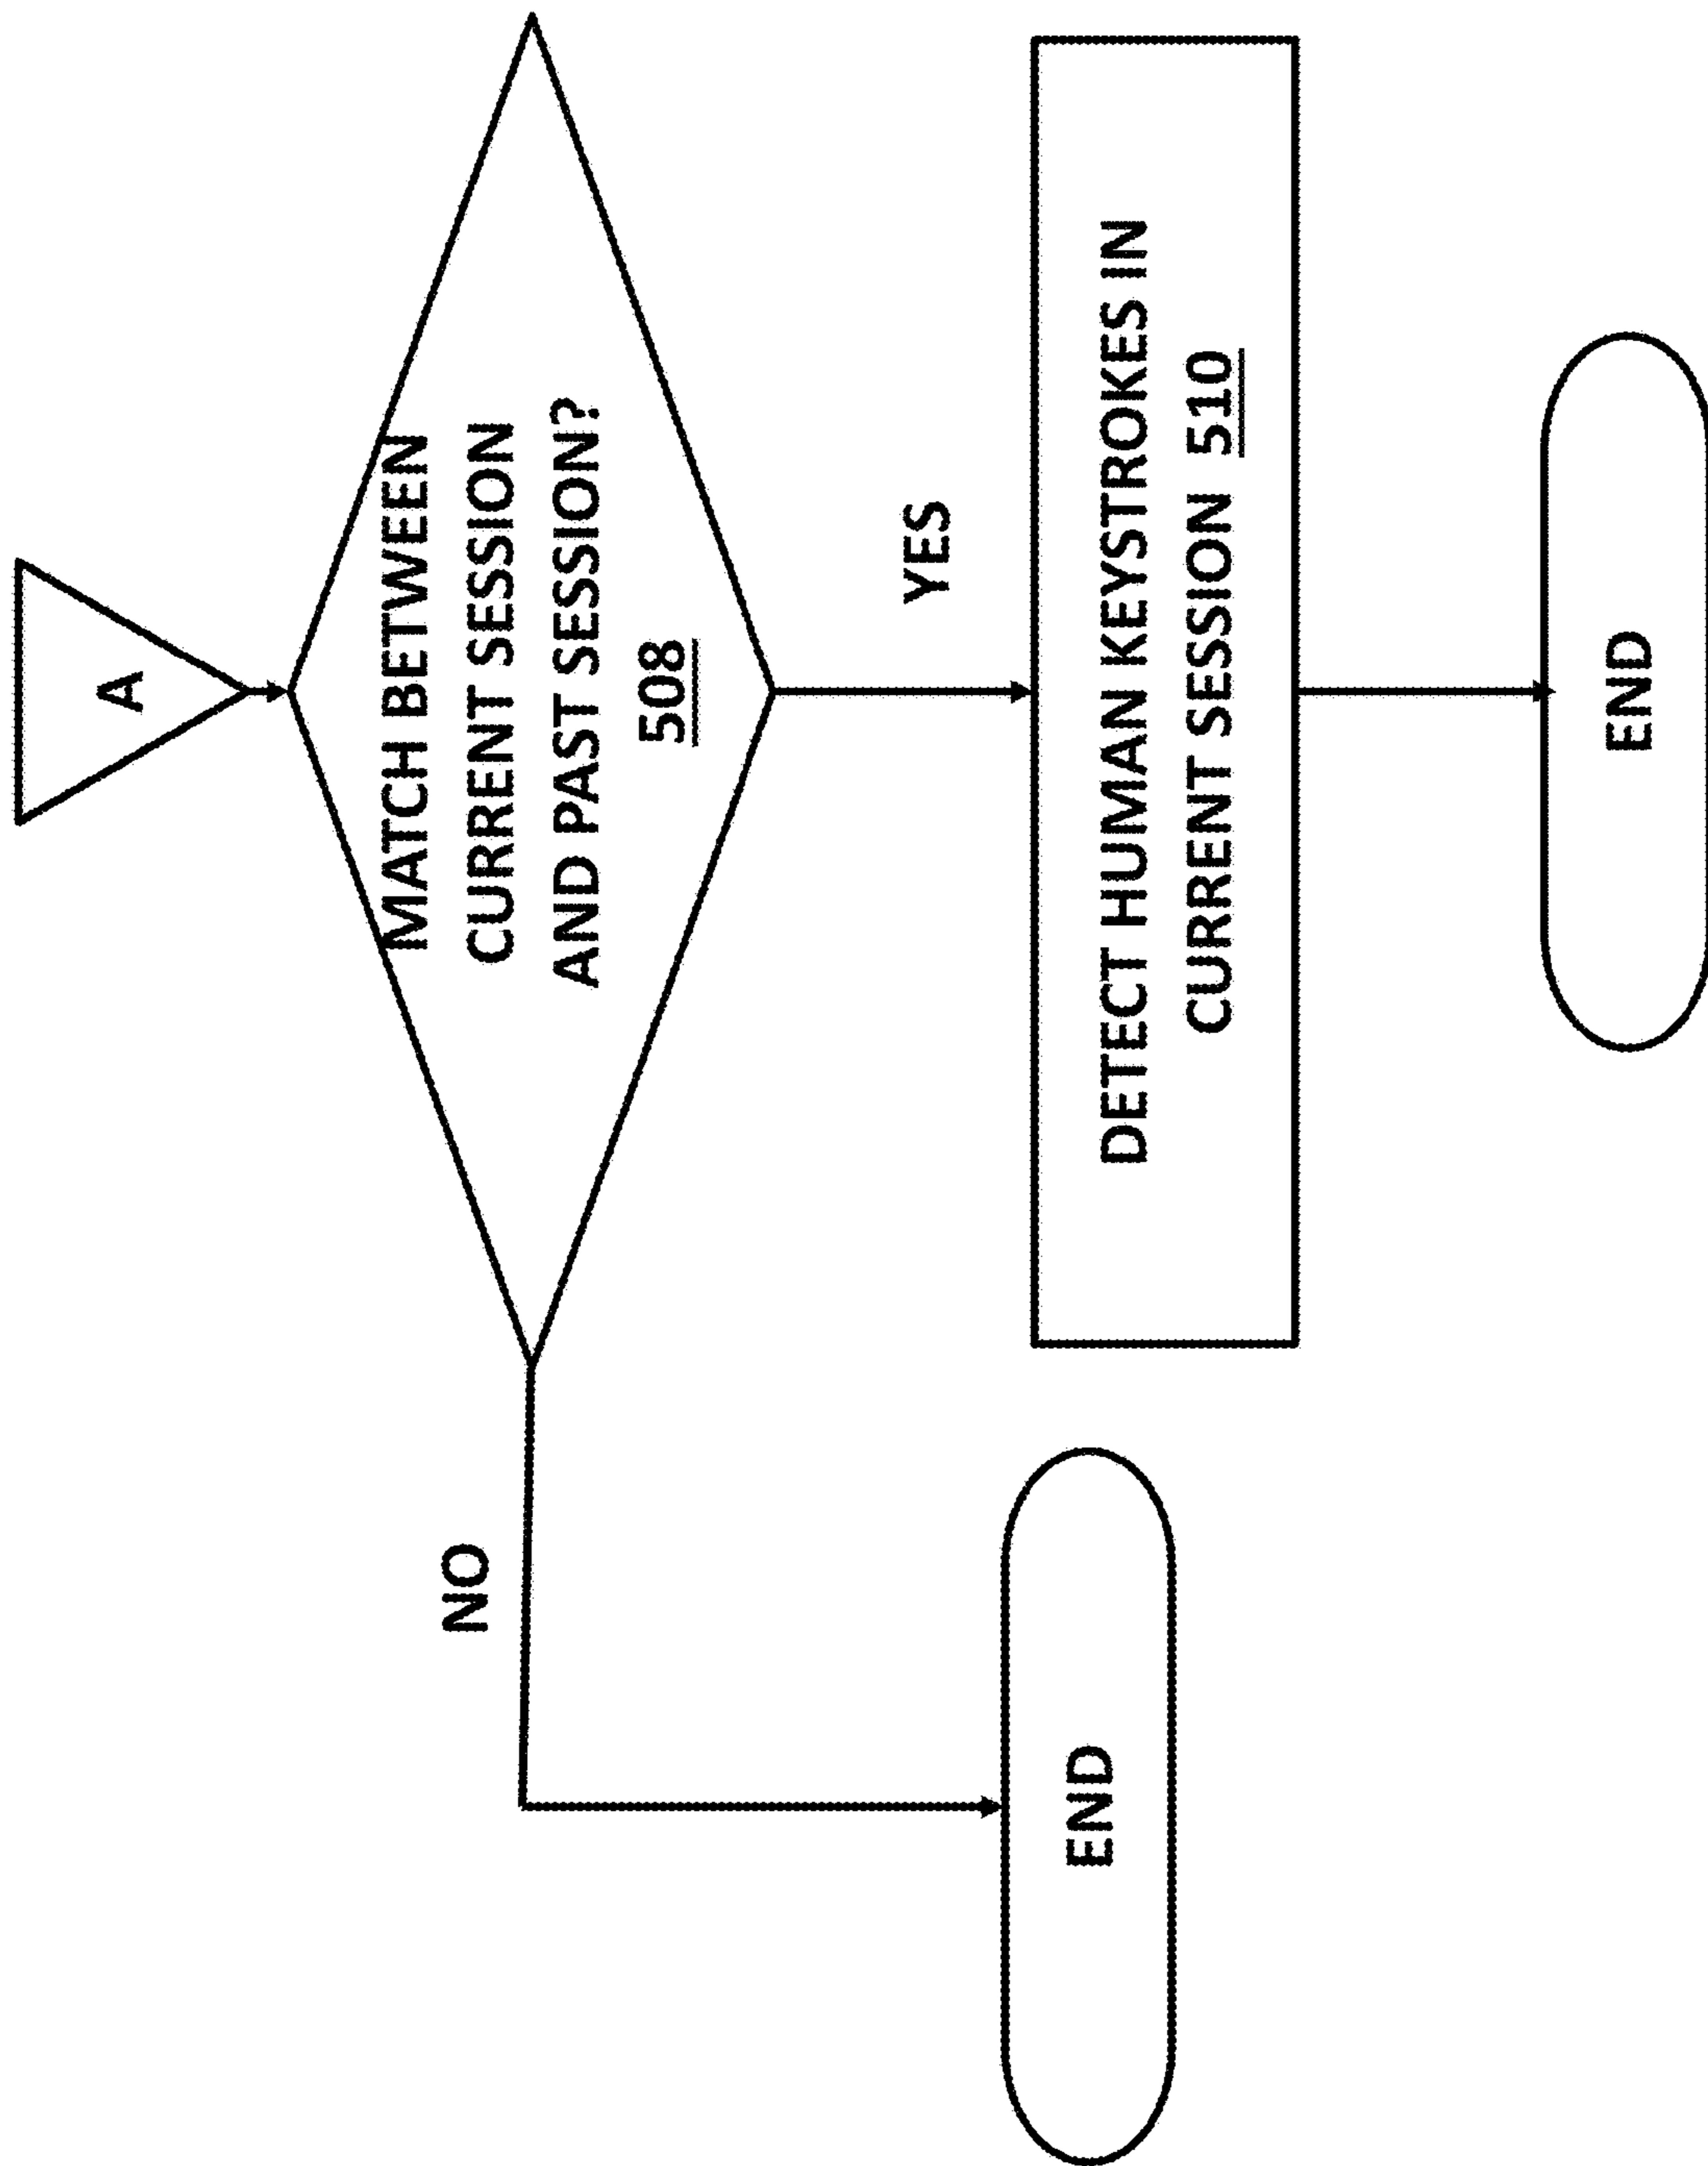 A
MATCH BETWEEN
CURRENT SESSION
AND PAST SESSION?
508
NO
YES
DETECT HUMAN KEYSTROKES IN
CURRENT SESSION 510
END
END